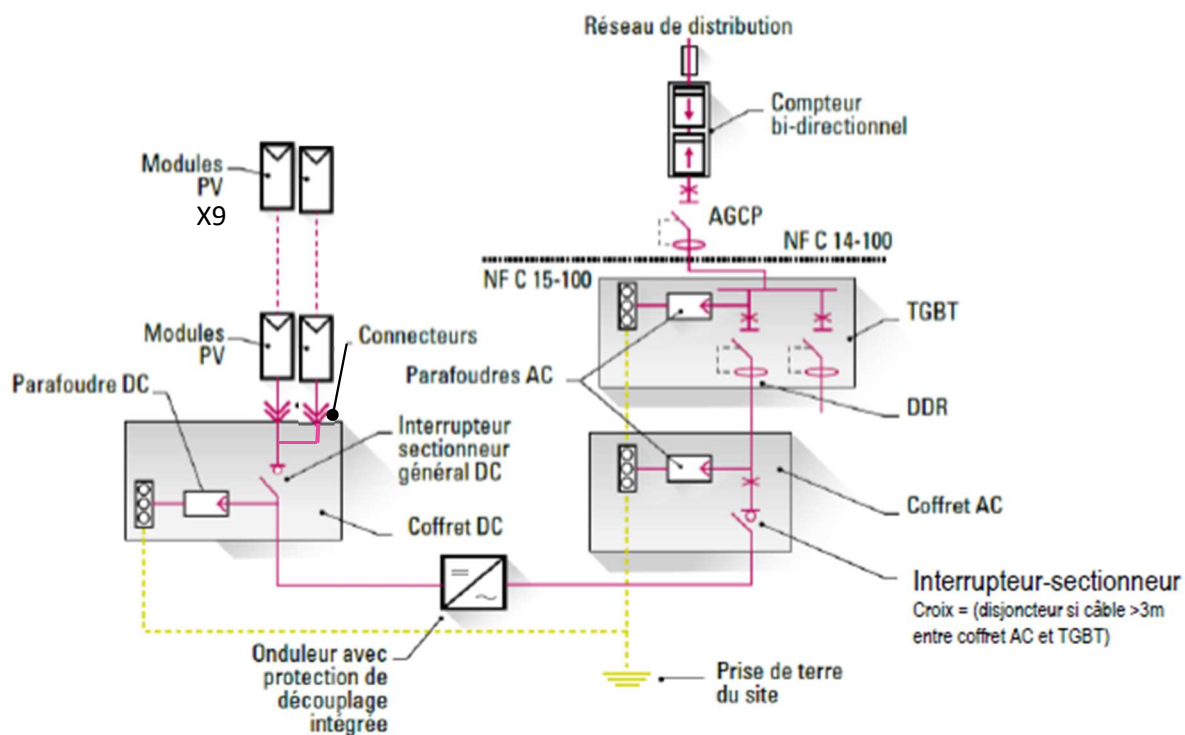 Réseau de distribution
Compteur
bi-directionnel
Modules
PV
X9
AGCP
NF C 14-100
NF C 15-100
TGBT
Modules
PV
Connecteurs
Parafoudres AC
Parafoudre DC
DDR
Interrupteur
sectionneur
général DC
Coffret AC
Coffret DC
Interrupteur-sectionneur
Croix = (disjoncteur si câble >3m
entre coffret AC et TGBT)
Onduleur avec
protection de
découplage
intégrée
Prise de terre
du site